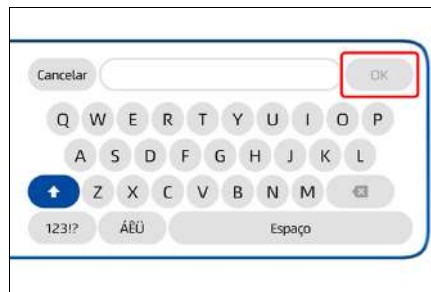 Cancelar OK
Q W E R T Y U I O P
A S D F G H J K L
Z X C V B N M
123!? ÁÊÜ Espaço